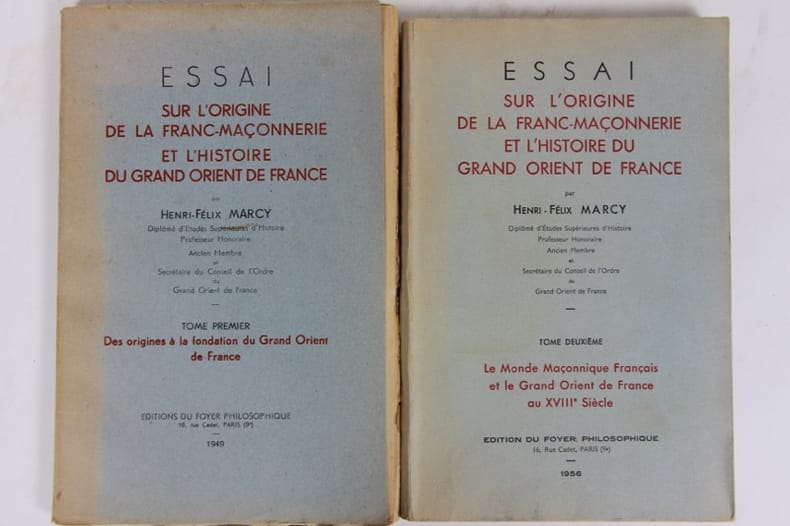 ESSAI
SUR L'ORIGINE
DE LA FRANC-MAÇONNERIE
ET L'HISTOIRE
DU GRAND ORIENT DE FRANCE
par
HENRI-FÉLIX MARCY
Diplômé d'Etudes Supérieures d'Histoire
Professeur Honoraire
Ancien Membre
et
Secrétaire du Conseil de l'Ordre
du
Grand Orient de France
TOME PREMIER
Des origines à la fondation du Grand Orient
de France
EDITIONS DU FOYER PHILOSOPHIQUE
16, rue Cadet, PARIS (9e)
1949
ESSAI
SUR L'ORIGINE
DE LA FRANC-MAÇONNERIE
ET L'HISTOIRE DU
GRAND ORIENT DE FRANCE
par
HENRI-FÉLIX MARCY
Diplômé d'Études Supérieures d'Histoire
Professeur Honoraire
Ancien Membre
et
Secrétaire du Conseil de l'Ordre
du
Grand Orient de France
TOME DEUXIÈME
Le Monde Maçonnique Français
et le Grand Orient de France
au XVIIIe Siècle
EDITION DU FOYER PHILOSOPHIQUE
16, Rue Cadet, PARIS (9e)
1956